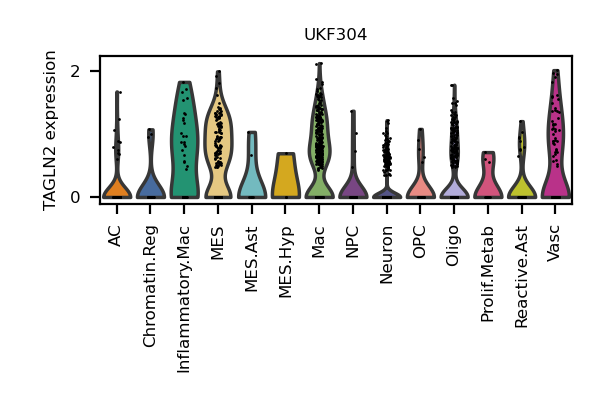 UKF304
TAGLN2 expression
2
0
AC
Chromatin.Reg
Inflammatory.Mac
MES
MES.Ast
MES.Hyp
Mac
NPC
Neuron
OPC
Oligo
Prolif.Metab
Reactive.Ast
Vasc